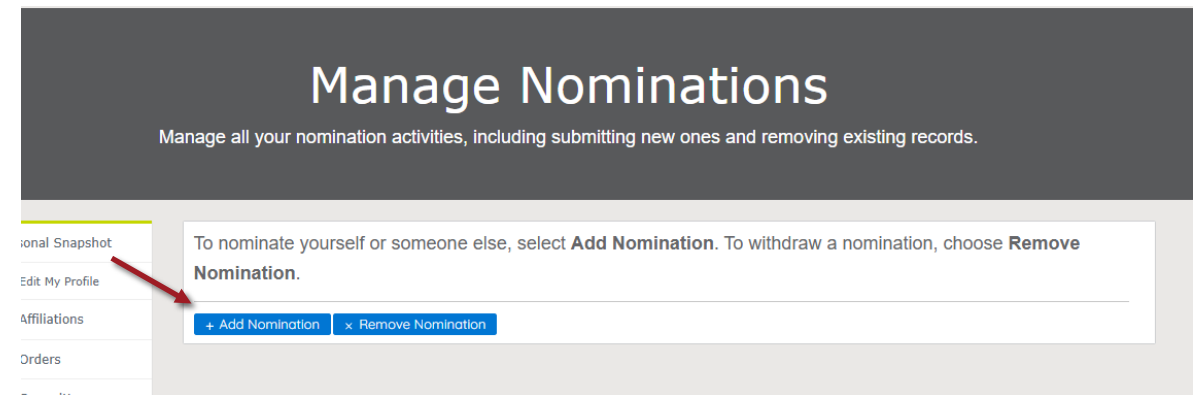 Manage Nominations
Manage all your nomination activities, including submitting new ones and removing existing records.
sonal Snapshot
Edit My Profile
Affiliations
Orders
To nominate yourself or someone else, select Add Nomination. To withdraw a nomination, choose Remove
Nomination.
+ Add Nomination
× Remove Nomination